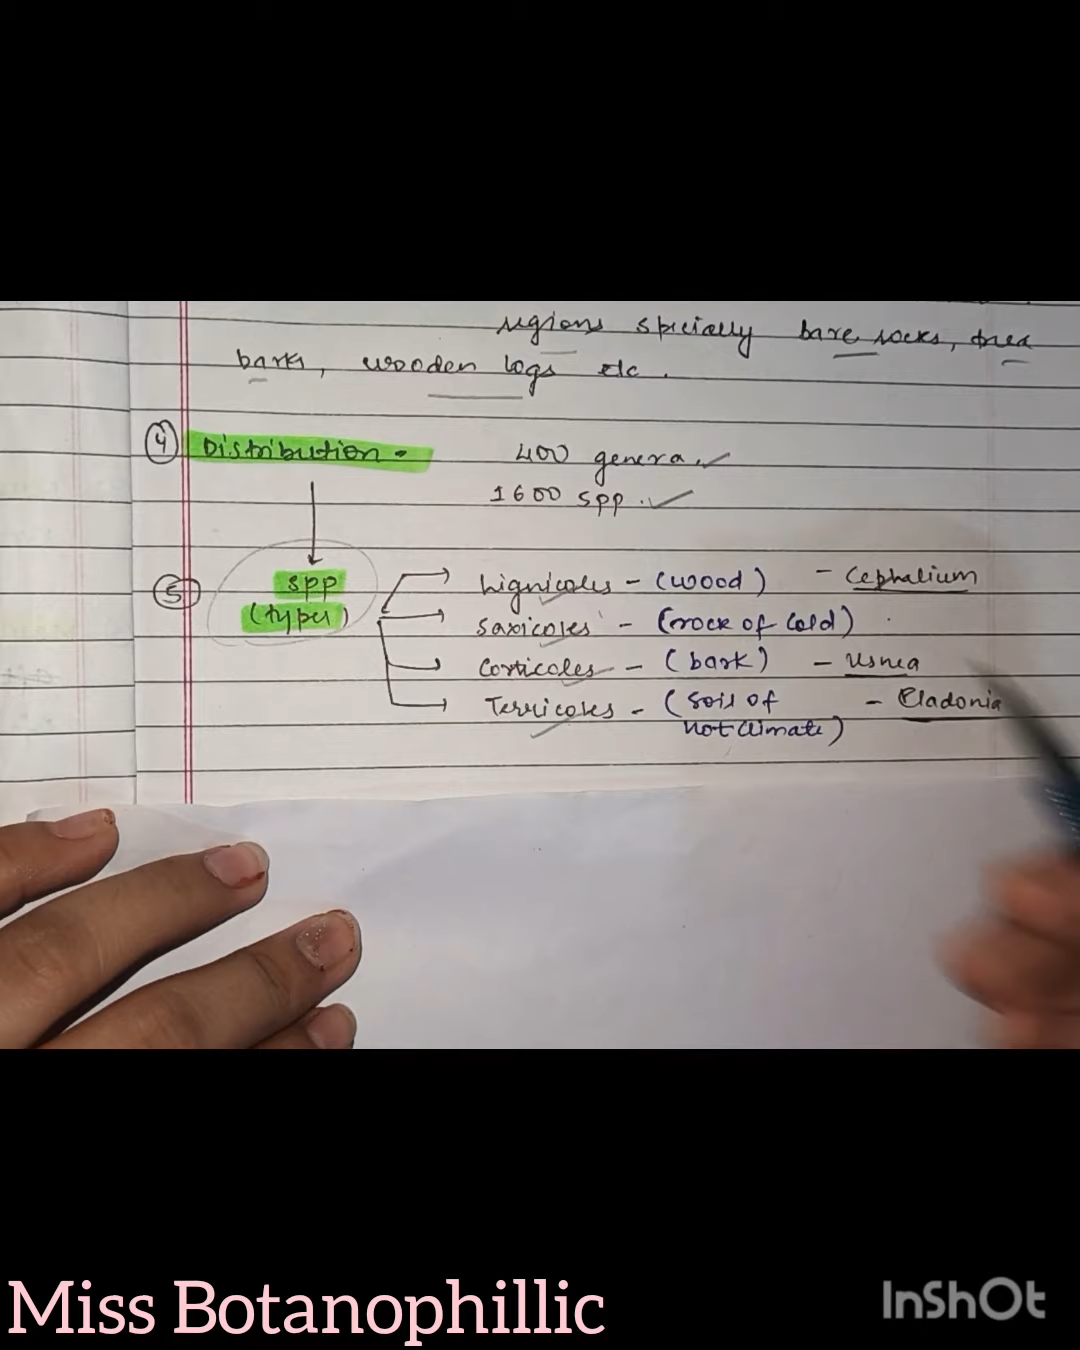 regions specially bare rocks, tree
barks, wooden logs etc.
④ Distribution - 400 genera.
1600 spp.
⑤ spp
(types)
Lignicoles - (wood) - Cephalium
Saxicoles - (rock of cold)
Corticoles - (bark) - Usnea
Terricoles - (soil of - Cladonia
hot climate)
Miss Botanophillic
InShOt